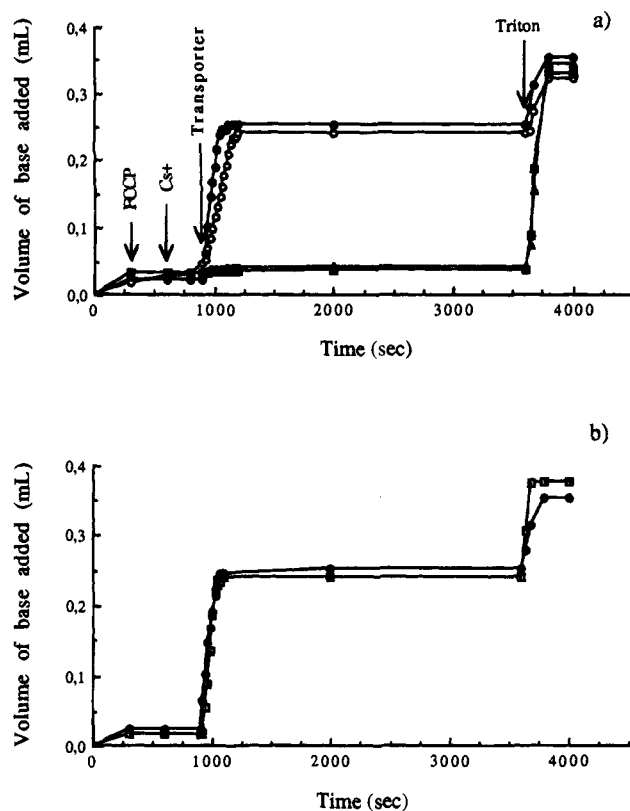 a)
Triton
Transporter
FCCP
Cs+
Volume of base added (mL)
0,4
0,3
0,2
0,1
0,0
0
1000
2000
3000
4000
Time (sec)
b)
Volume of base added (mL)
0,4
0,3
0,2
0,1
0,0
0
1000
2000
3000
4000
Time (sec)